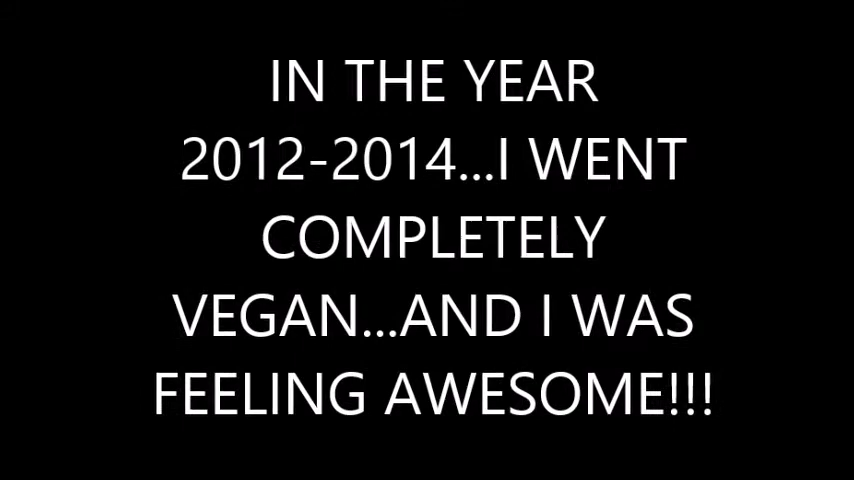 IN THE YEAR
2012-2014...I WENT
COMPLETELY
VEGAN...AND I WAS
FEELING AWESOME!!!